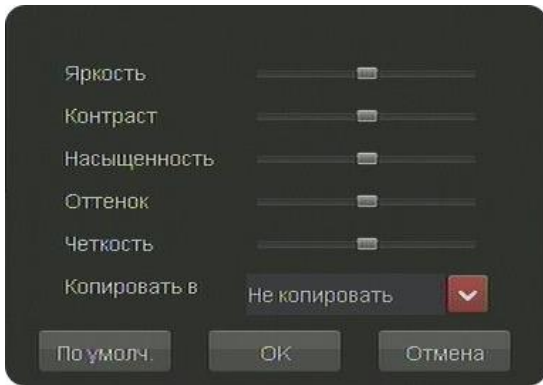 Яркость
Контраст
Насыщенность
Оттенок
Четкость
Копировать в Не копировать
По умолч. OK Отмена